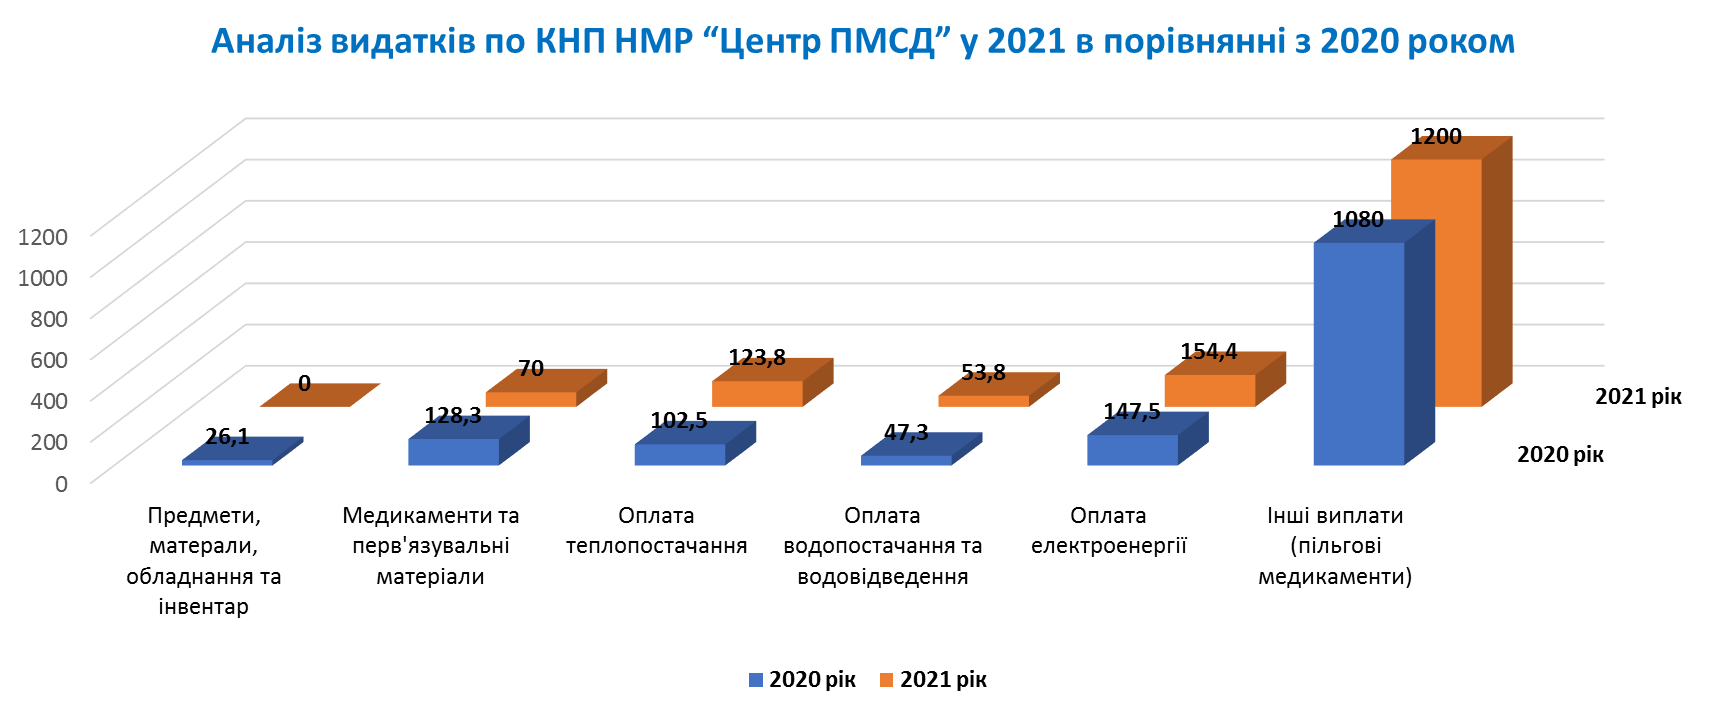 Аналіз видатків по КНП НМР “Центр ПМСД” у 2021 в порівнянні з 2020 роком
1200
1000
800
600
400
200
0
26,1
128,3
102,5
47,3
147,5
1080
0
70
123,8
53,8
154,4
1200
2021 рік
2020 рік
Предмети,
матерали,
обладнання та
інвентар
Медикаменти та
перв'язувальні
матеріали
Оплата
теплопостачання
Оплата
водопостачання та
водовідведення
Оплата
електроенергії
Інші виплати
(пільгові
медикаменти)
2020 рік 2021 рік